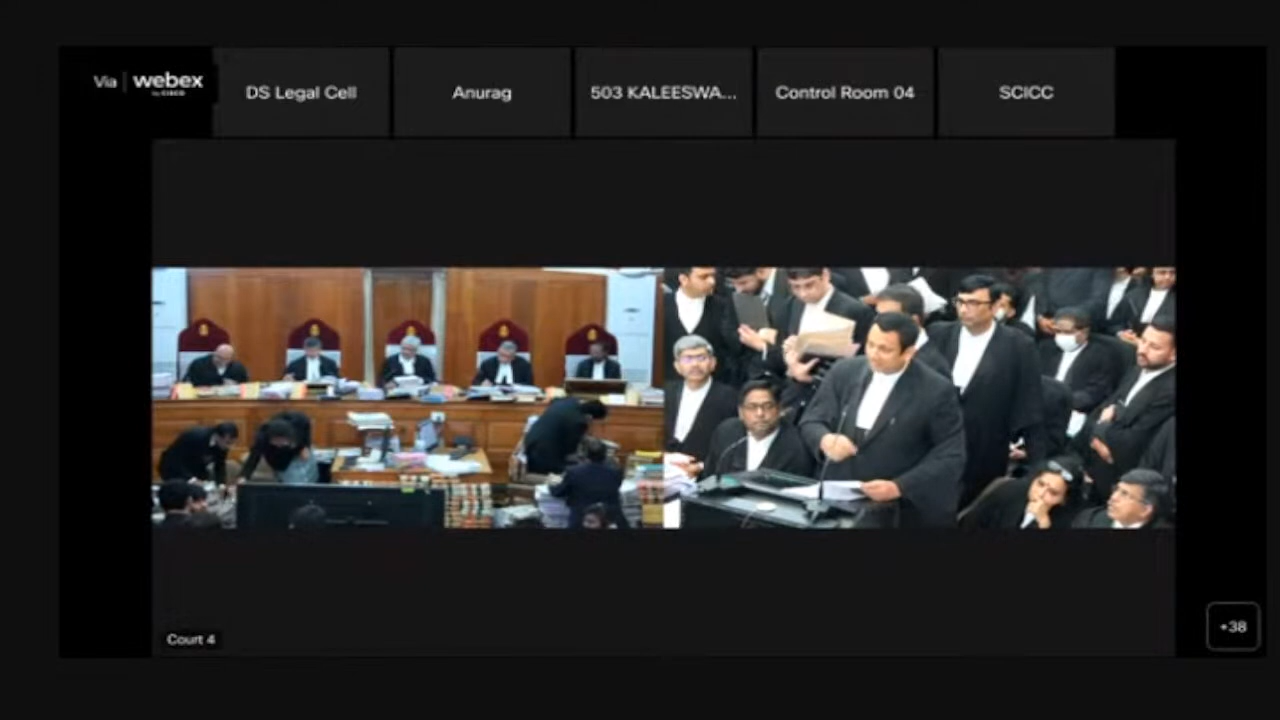 Via | webex
by CISCO
DS Legal Cell
Anurag
503 KALEESWA...
Control Room 04
SCICC
Court 4
+38